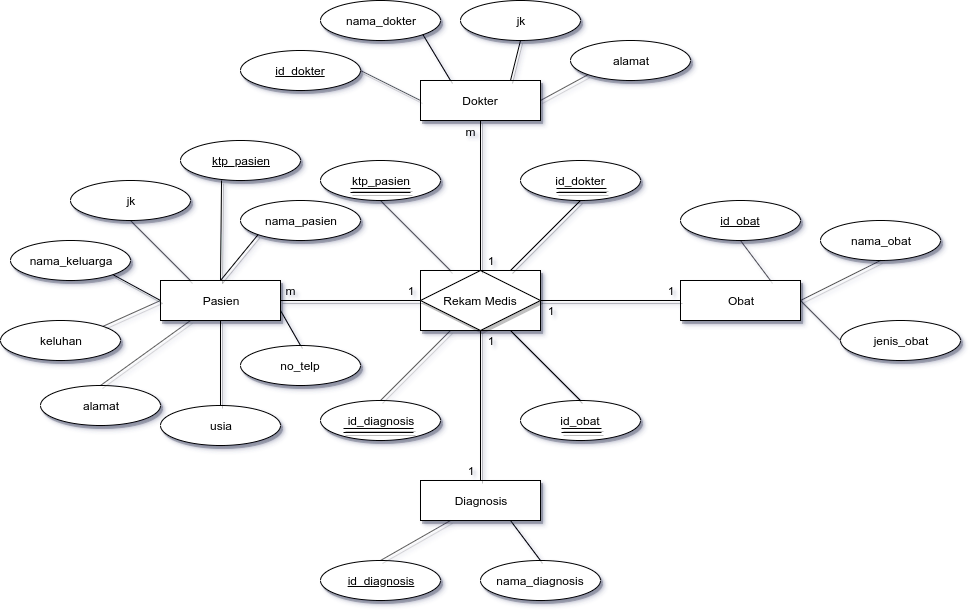 nama_dokter
jk
id_dokter
alamat
Dokter
m
ktp_pasien
ktp_pasien
id_dokter
jk
nama_pasien
id_obat
nama_obat
nama_keluarga
1
Pasien
m
1
Rekam Medis
1
1
Obat
keluhan
1
jenis_obat
no_telp
alamat
usia
id_diagnosis
id_obat
1
Diagnosis
id_diagnosis
nama_diagnosis